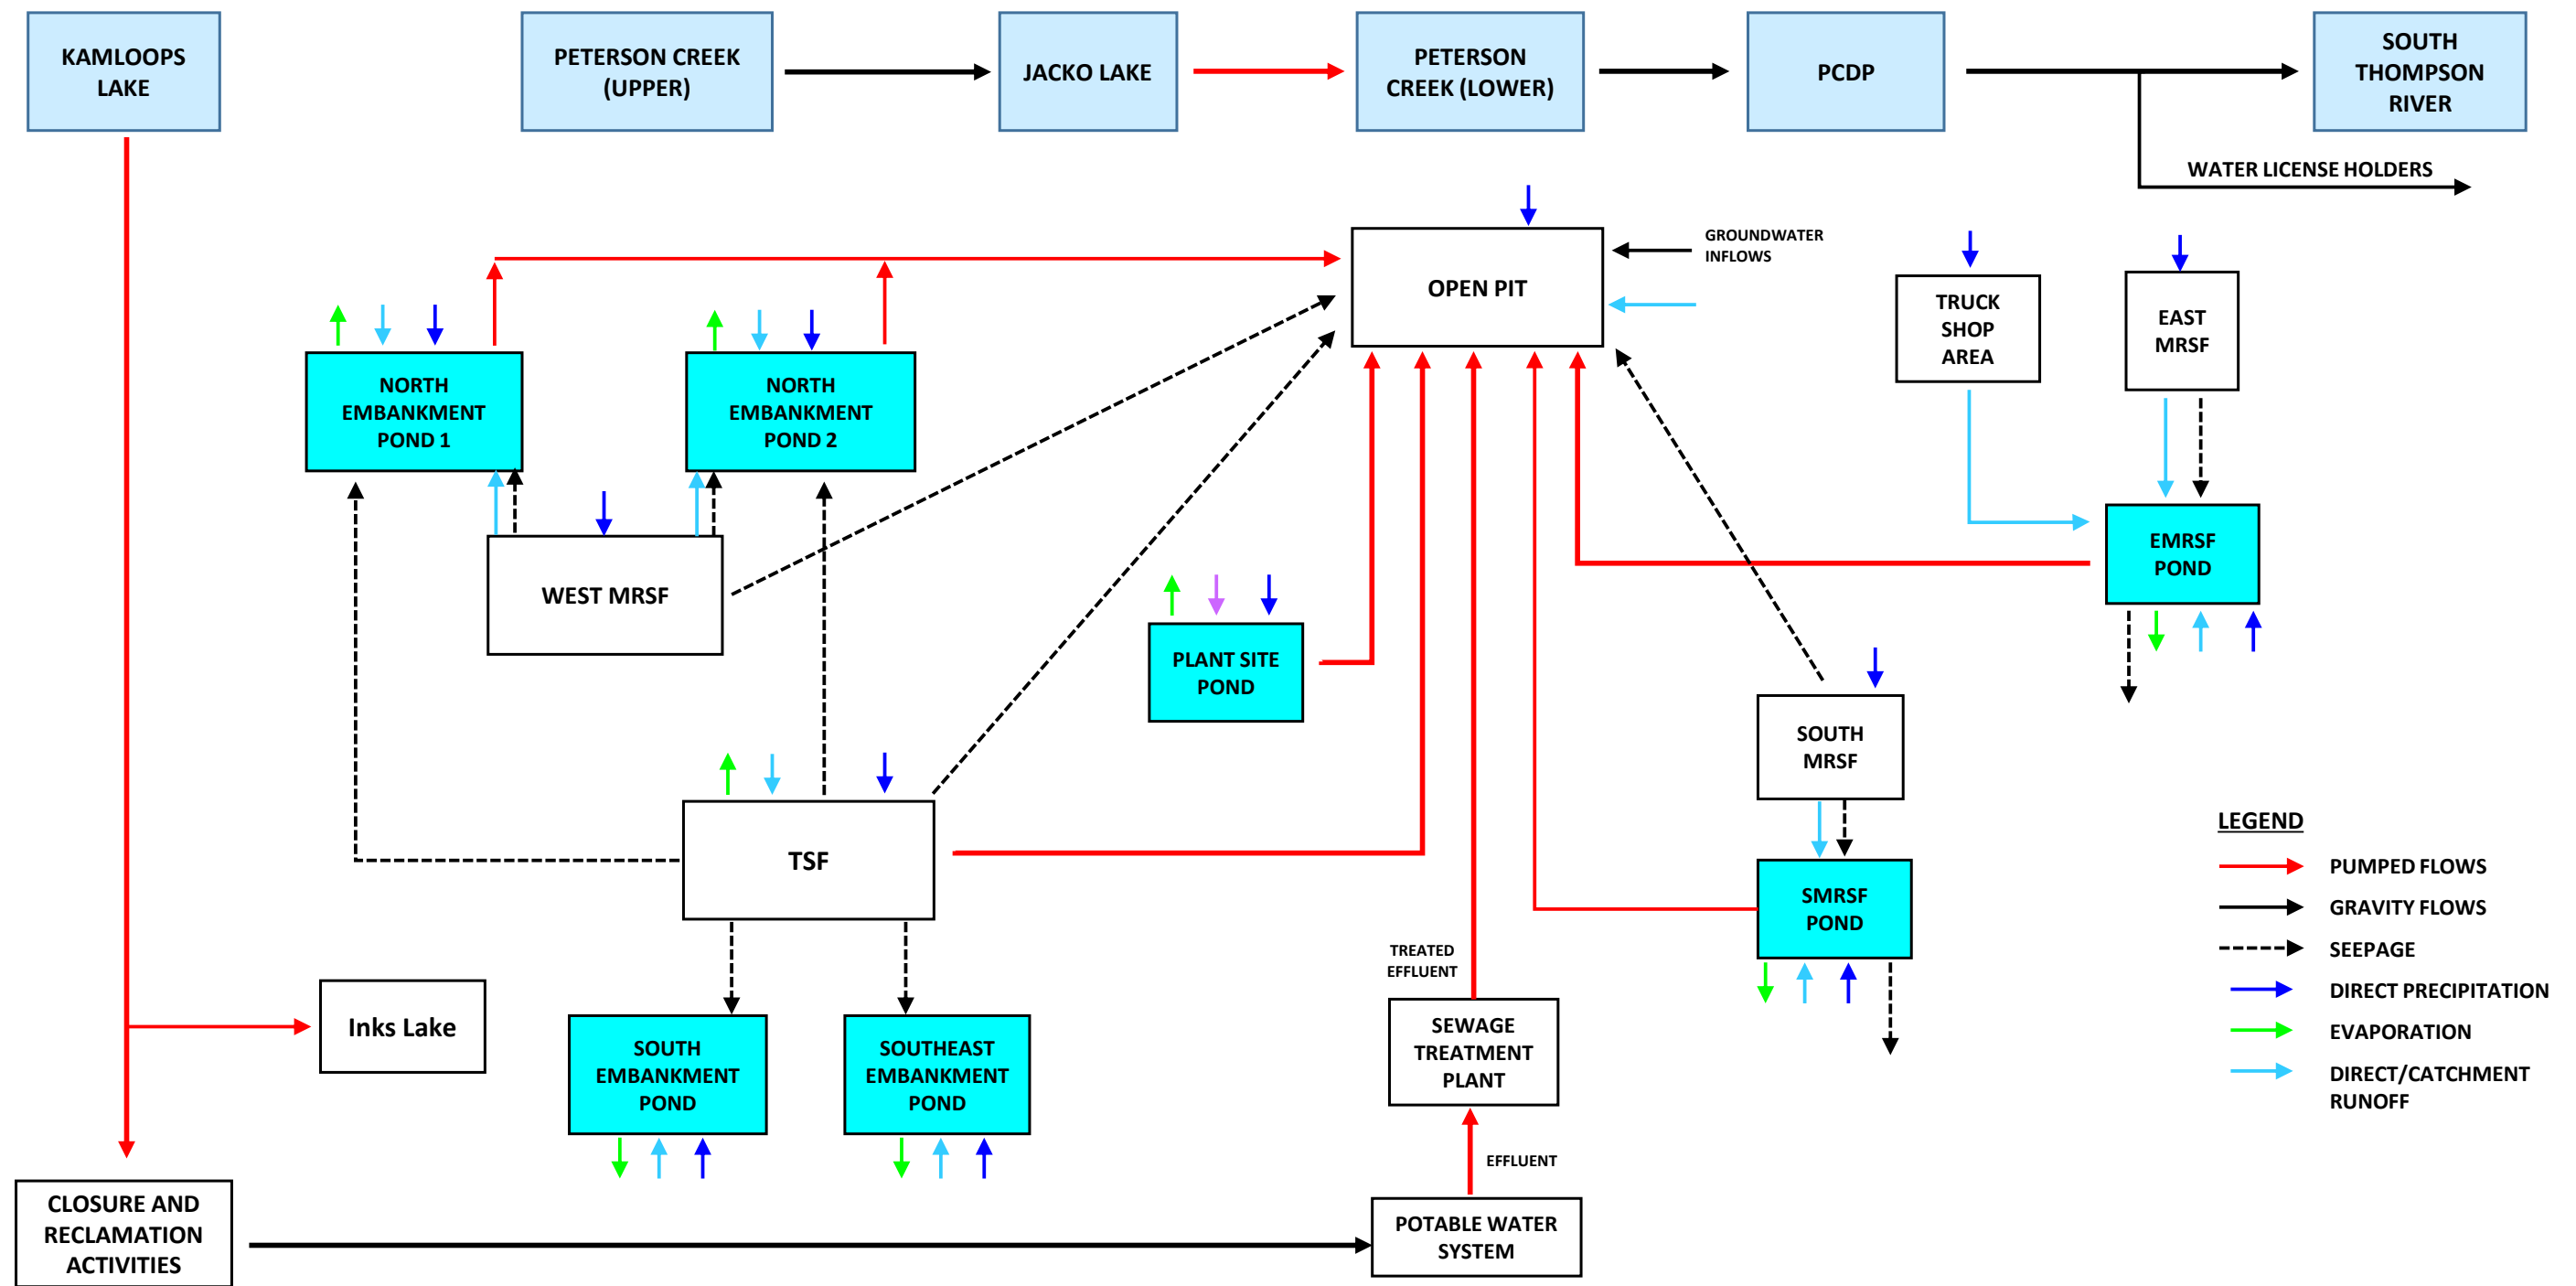 KAMLOOPS
LAKE
PETERSON CREEK
(UPPER)
JACKO LAKE
PETERSON
CREEK (LOWER)
PCDP
SOUTH
THOMPSON
RIVER
WATER LICENSE HOLDERS
OPEN PIT
GROUNDWATER
INFLOWS
TRUCK
SHOP
AREA
EAST
MRSF
NORTH
EMBANKMENT
POND 1
NORTH
EMBANKMENT
POND 2
EMRSF
POND
WEST MRSF
PLANT SITE
POND
SOUTH
MRSF
TSF
SMRSF
POND
LEGEND
PUMPED FLOWS
GRAVITY FLOWS
SEEPAGE
DIRECT PRECIPITATION
EVAPORATION
DIRECT/CATCHMENT
RUNOFF
TREATED
EFFLUENT
Inks Lake
SOUTH
EMBANKMENT
POND
SOUTHEAST
EMBANKMENT
POND
SEWAGE
TREATMENT
PLANT
EFFLUENT
CLOSURE AND
RECLAMATION
ACTIVITIES
POTABLE WATER
SYSTEM